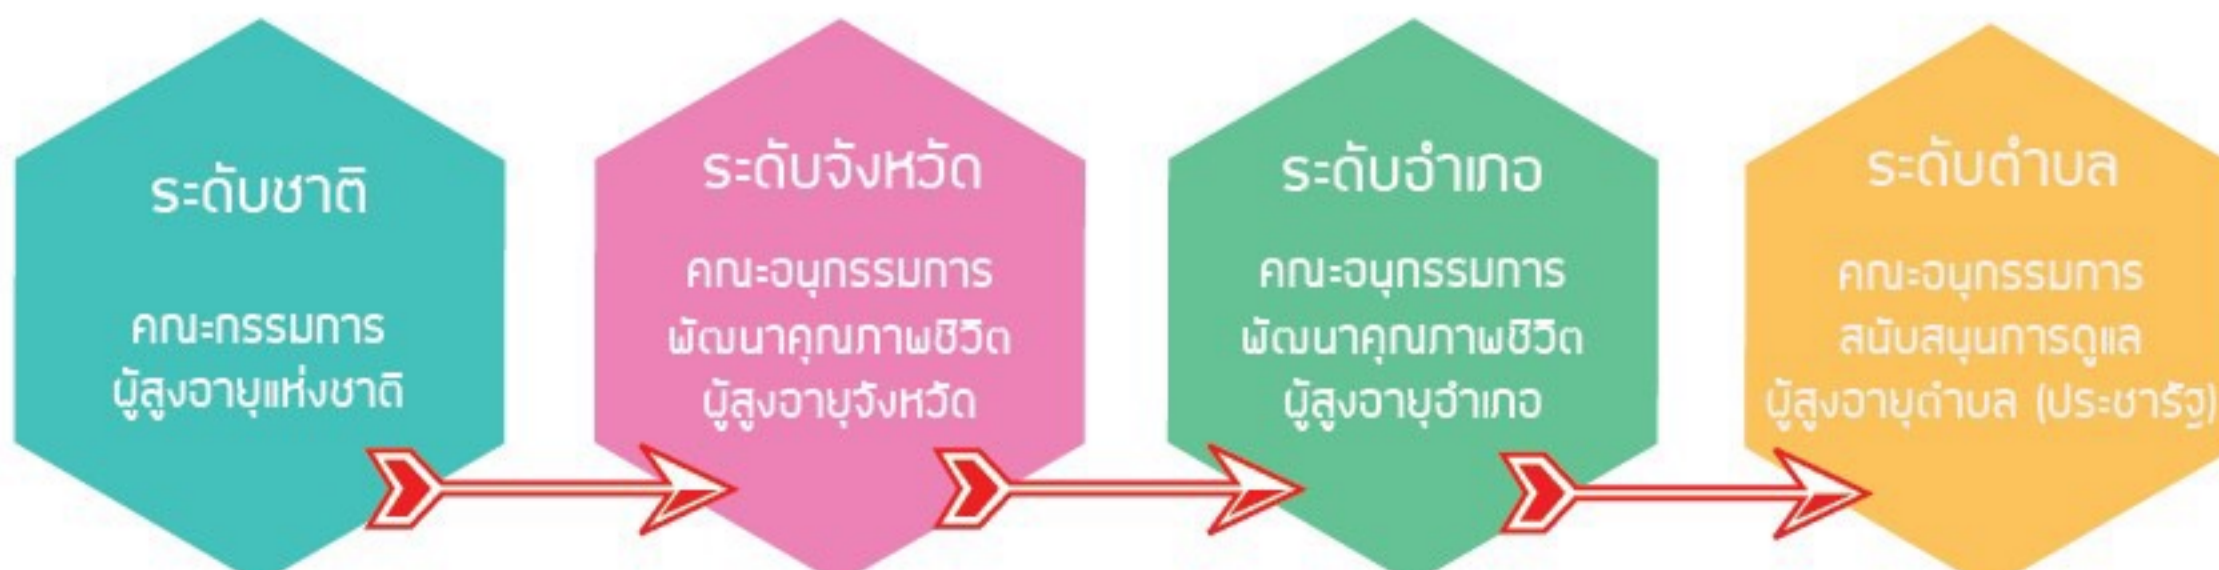 ระดับชาติ
คณะกรรมการ
ผู้สูงอายุแห่งชาติ
ระดับจังหวัด
คณะอนุกรรมการ
พัฒนาคุณภาพชีวิต
ผู้สูงอายุจังหวัด
ระดับอำเภอ
คณะอนุกรรมการ
พัฒนาคุณภาพชีวิต
ผู้สูงอายุอำเภอ
ระดับตำบล
คณะอนุกรรมการ
สนับสนุนการดูแล
ผู้สูงอายุตำบล (ประชารัฐ)